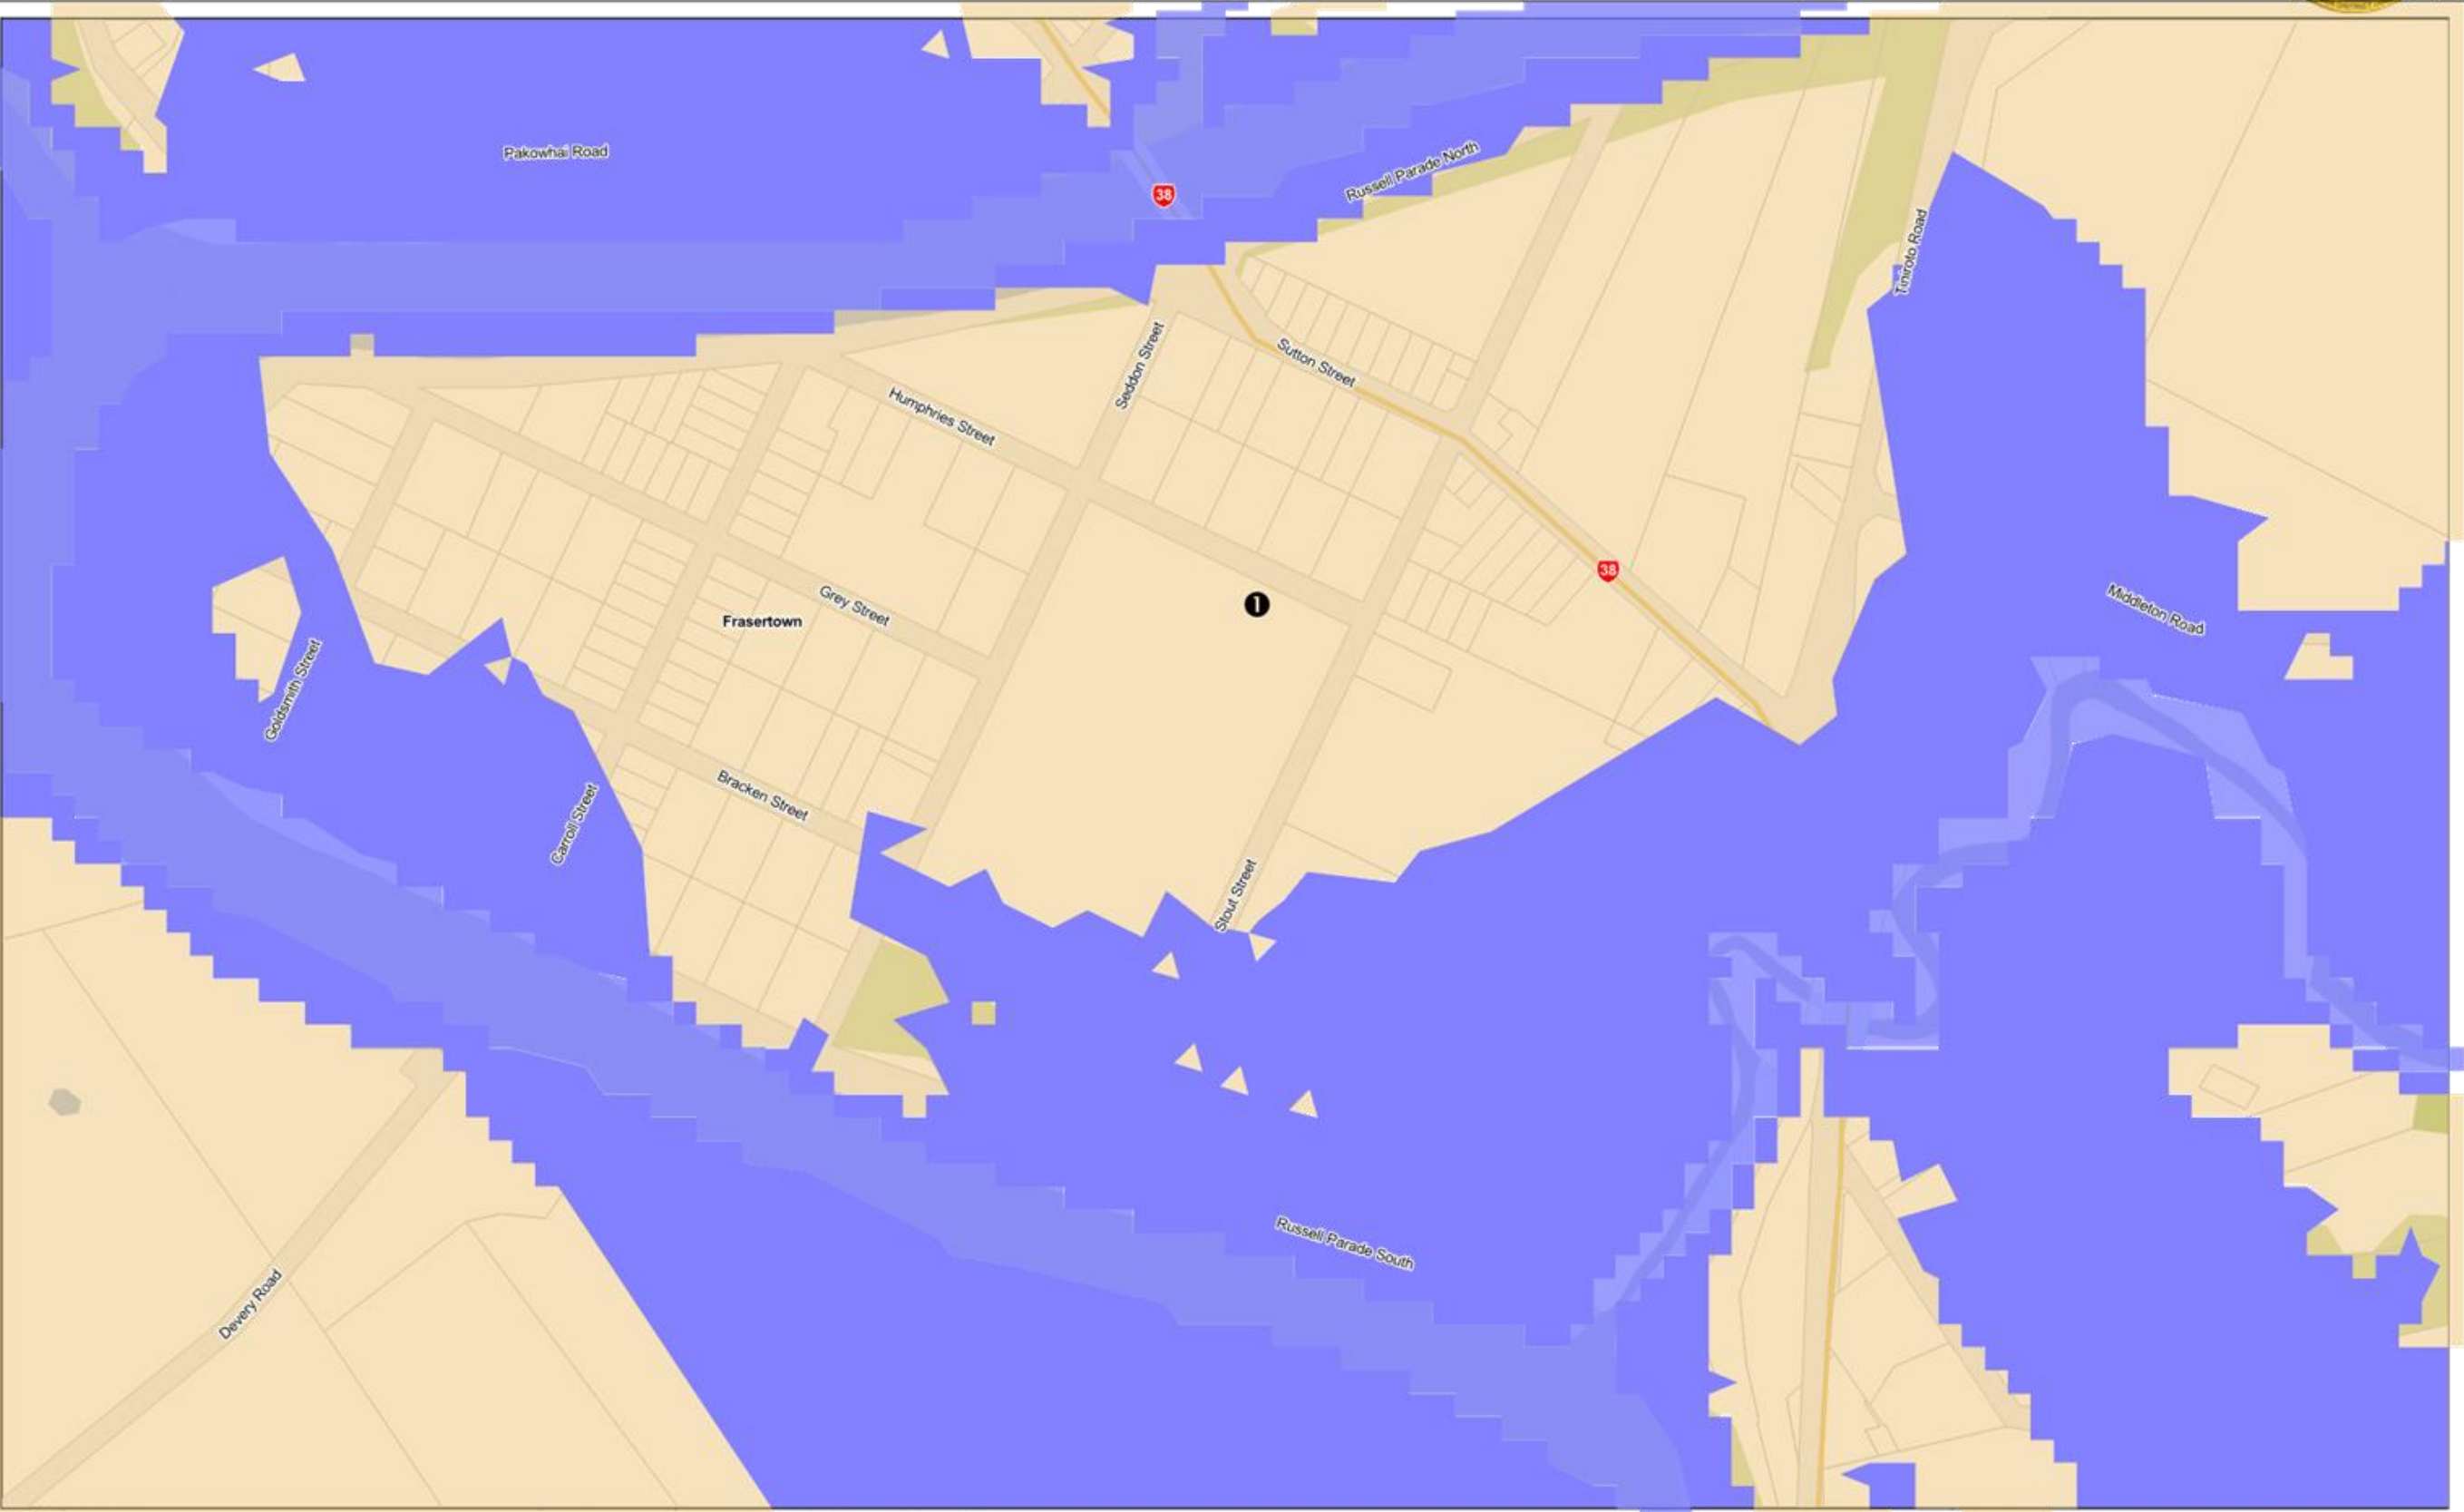 Pakowhai Road
38
Russell Parade North
Tiniroto Road
Seddon Street
Sutton Street
Humphries Street
38
1
Grey Street
Frasertown
Middleton Road
Goldsmith Street
Bracken Street
Carroll Street
Stout Street
Russell Parade South
Devery Road